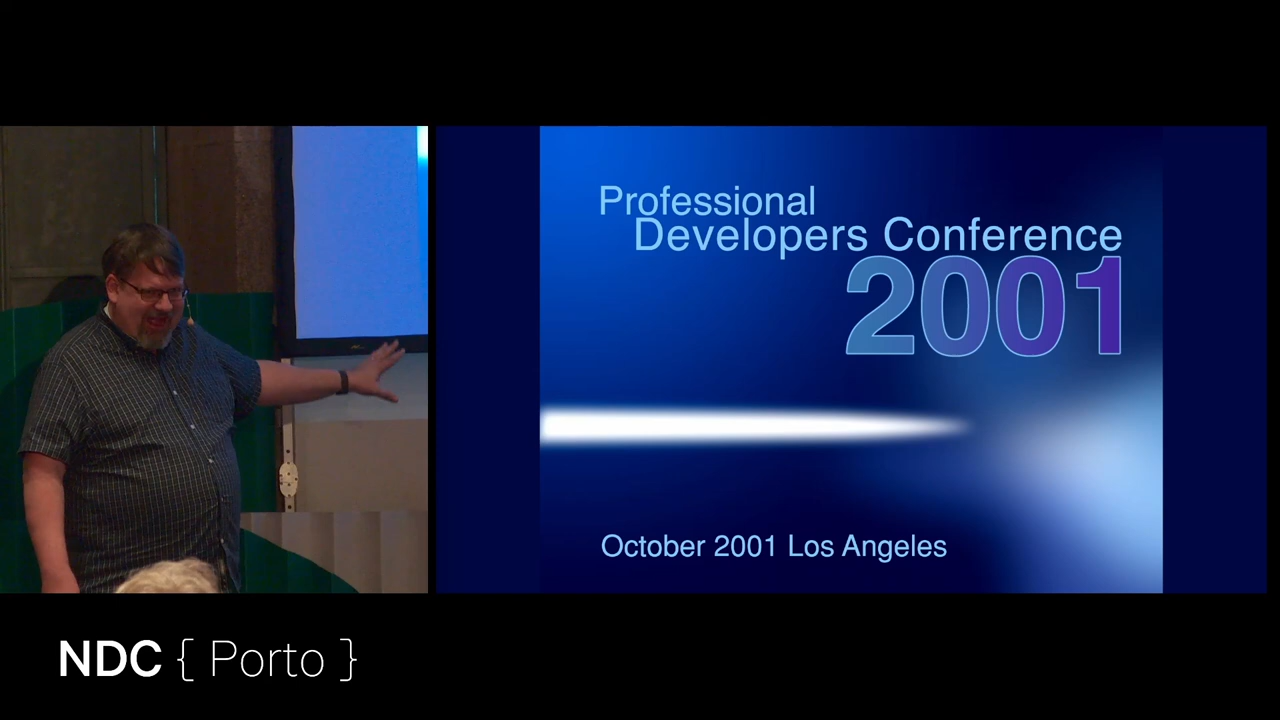 Professional
Developers Conference
2001
October 2001 Los Angeles
NDC { Porto }